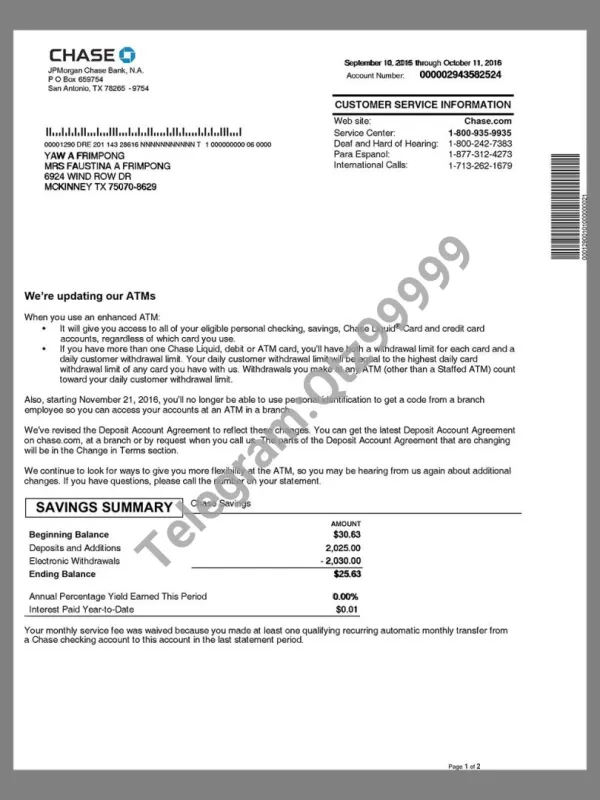 CHASE
JPMorgan Chase Bank, N.A.
P O Box 659754
San Antonio, TX 78265 - 9754
September 10, 2016 through October 11, 2016
Account Number: 000002943582524
CUSTOMER SERVICE INFORMATION
Web site: Chase.com
Service Center: 1-800-935-9935
Deaf and Hard of Hearing: 1-800-242-7383
Para Espanol: 1-877-312-4273
International Calls: 1-713-262-1679
00001290 DRE 201 143 28616 NNNNNNNNNNN T 1 000000000 06 0000
YAW A FRIMPONG
MRS FAUSTINA A FRIMPONG
6924 WIND ROW DR
MCKINNEY TX 75070-8629
We're updating our ATMs
When you use an enhanced ATM:
• It will give you access to all of your eligible personal checking, savings, Chase Liquid® Card and credit card
accounts, regardless of which card you use.
• If you have more than one Chase Liquid, debit or ATM card, you'll have both a withdrawal limit for each card and a
daily customer withdrawal limit. Your daily customer withdrawal limit will be equal to the highest daily card
withdrawal limit of any card you have with us. Withdrawals you make at any ATM (other than a Staffed ATM) count
toward your daily customer withdrawal limit.
Also, starting November 21, 2016, you'll no longer be able to use personal identification to get a code from a branch
employee so you can access your accounts at an ATM in a branch.
We've revised the Deposit Account Agreement to reflect these changes. You can get the latest Deposit Account Agreement
on chase.com, at a branch or by request when you call us. The parts of the Deposit Account Agreement that are changing
will be in the Change in Terms section.
We continue to look for ways to give you more flexibility at the ATM, so you may be hearing from us again about additional
changes. If you have questions, please call the number on your statement.
SAVINGS SUMMARY Chase Savings
AMOUNT
Beginning Balance $30.63
Deposits and Additions 2,025.00
Electronic Withdrawals - 2,030.00
Ending Balance $25.63
Annual Percentage Yield Earned This Period 0.00%
Interest Paid Year-to-Date $0.01
Your monthly service fee was waived because you made at least one qualifying recurring automatic monthly transfer from
a Chase checking account to this account in the last statement period.
Page 1 of 2
Telegram:Qtz99999